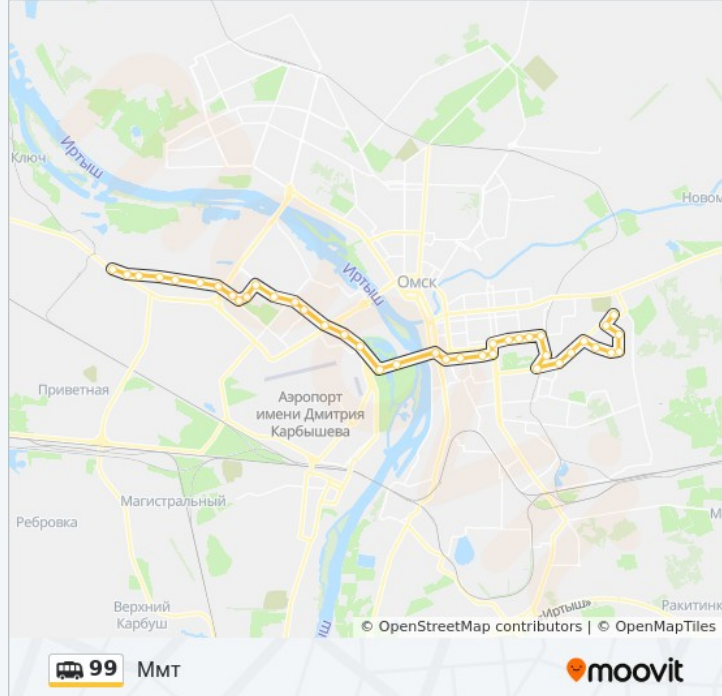 Иртыш
Ключ
Новом
Иртыш
Омск
Приветная
Аэропорт
имени Дмитрия
Карбышева
Магистральный
Ребровка
М
Верхний
Карбуш
«Иртыш»
Ракитинк
ыш
© OpenStreetMap contributors | © OpenMapTiles
99 Ммт
moovit